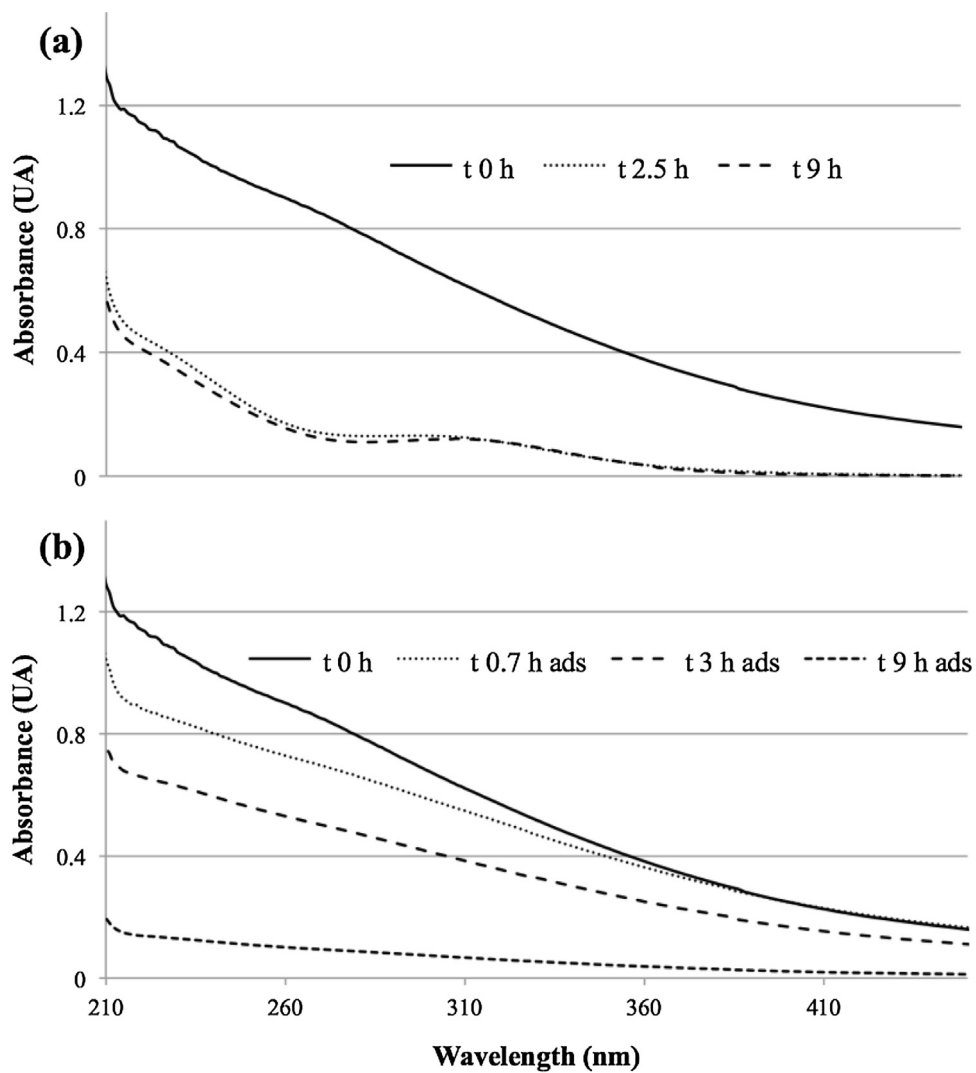 (a)
1.2
0.8
0.4
0
Absorbance (UA)
t 0 h t 2.5 h t 9 h
(b)
1.2
0.8
0.4
0
Absorbance (UA)
t 0 h t 0.7 h ads t 3 h ads t 9 h ads
210 260 310 360 410
Wavelength (nm)